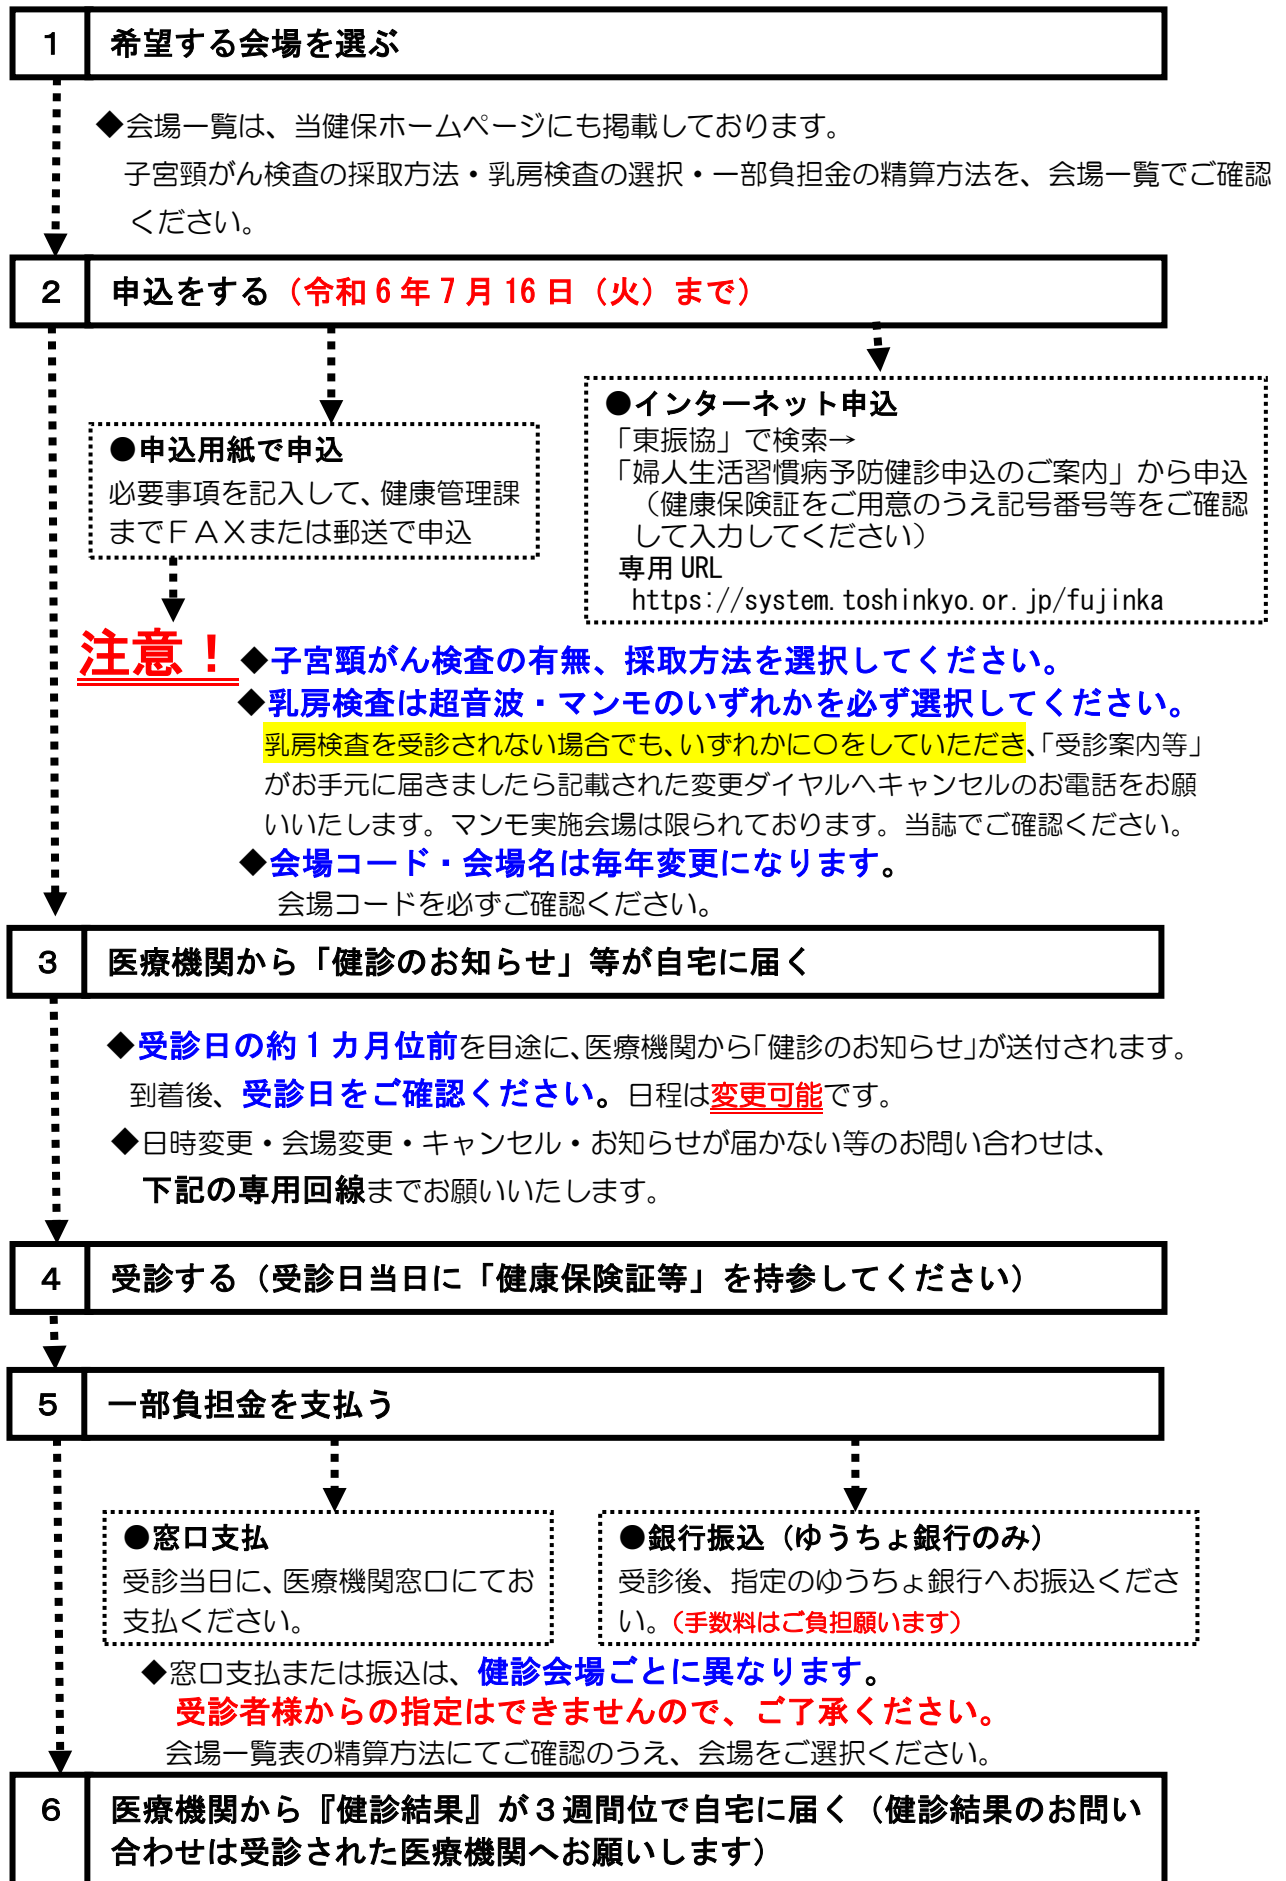 1 希望する会場を選ぶ
◆会場一覧は、当健保ホームページにも掲載しております。
子宮頸がん検査の採取方法・乳房検査の選択・一部負担金の精算方法を、会場一覧でご確認
ください。
2 申込をする（令和6年7月16日（火）まで）
●申込用紙で申込
必要事項を記入して、健康管理課
までＦＡＸまたは郵送で申込
●インターネット申込
「東振協」で検索→
「婦人生活習慣病予防健診申込のご案内」から申込
（健康保険証をご用意のうえ記号番号等をご確認
して入力してください）
専用URL
https://system.toshinkyo.or.jp/fujinka
注意！◆子宮頸がん検査の有無、採取方法を選択してください。
◆乳房検査は超音波・マンモのいずれかを必ず選択してください。
乳房検査を受診されない場合でも、いずれかに〇をしていただき、「受診案内等」
がお手元に届きましたら記載された変更ダイヤルへキャンセルのお電話をお願
いいたします。マンモ実施会場は限られております。当誌でご確認ください。
◆会場コード・会場名は毎年変更になります。
会場コードを必ずご確認ください。
3 医療機関から「健診のお知らせ」等が自宅に届く
◆受診日の約1カ月位前を目途に、医療機関から「健診のお知らせ」が送付されます。
到着後、受診日をご確認ください。日程は変更可能です。
◆日時変更・会場変更・キャンセル・お知らせが届かない等のお問い合わせは、
下記の専用回線までお願いいたします。
4 受診する（受診日当日に「健康保険証等」を持参してください）
5 一部負担金を支払う
●窓口支払
受診当日に、医療機関窓口にてお
支払ください。
●銀行振込（ゆうちょ銀行のみ）
受診後、指定のゆうちょ銀行へお振込くださ
い。（手数料はご負担願います）
◆窓口支払または振込は、健診会場ごとに異なります。
受診者様からの指定はできませんので、ご了承ください。
会場一覧表の精算方法にてご確認のうえ、会場をご選択ください。
6 医療機関から『健診結果』が３週間位で自宅に届く（健診結果のお問い
合わせは受診された医療機関へお願いします）